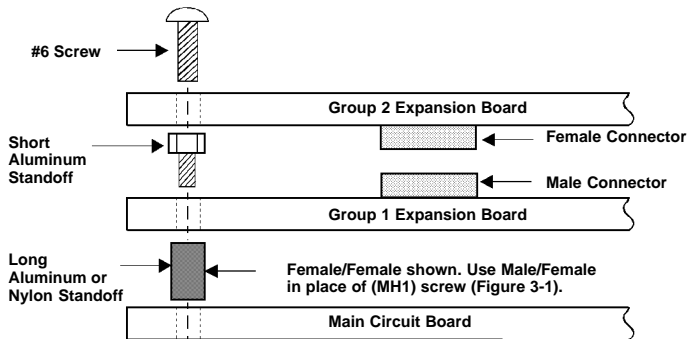 #6 Screw
Group 2 Expansion Board
Short
Aluminum
Standoff
Female Connector
Male Connector
Group 1 Expansion Board
Long
Aluminum or
Nylon Standoff
Female/Female shown. Use Male/Female
in place of (MH1) screw (Figure 3-1).
Main Circuit Board